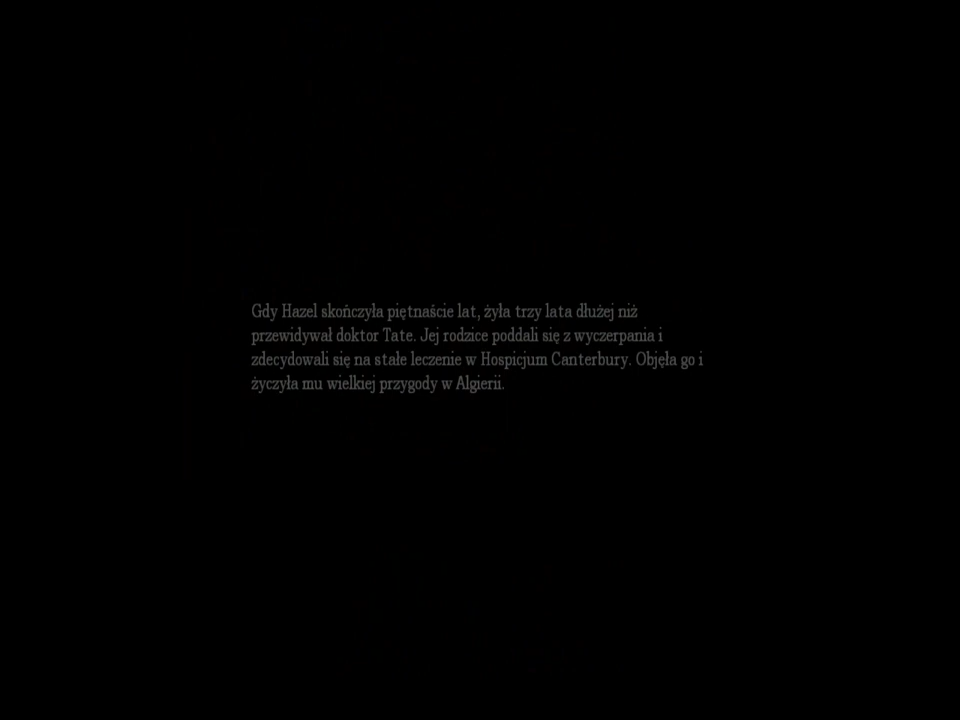 Gdy Hazel skończyła piętnaście lat, żyła trzy lata dłużej niż
przewidywał doktor Tate. Jej rodzice poddali się z wyczerpania i
zdecydowali się na stałe leczenie w Hospicjum Canterbury. Objęła go i
życzyła mu wielkiej przygody w Algierii.